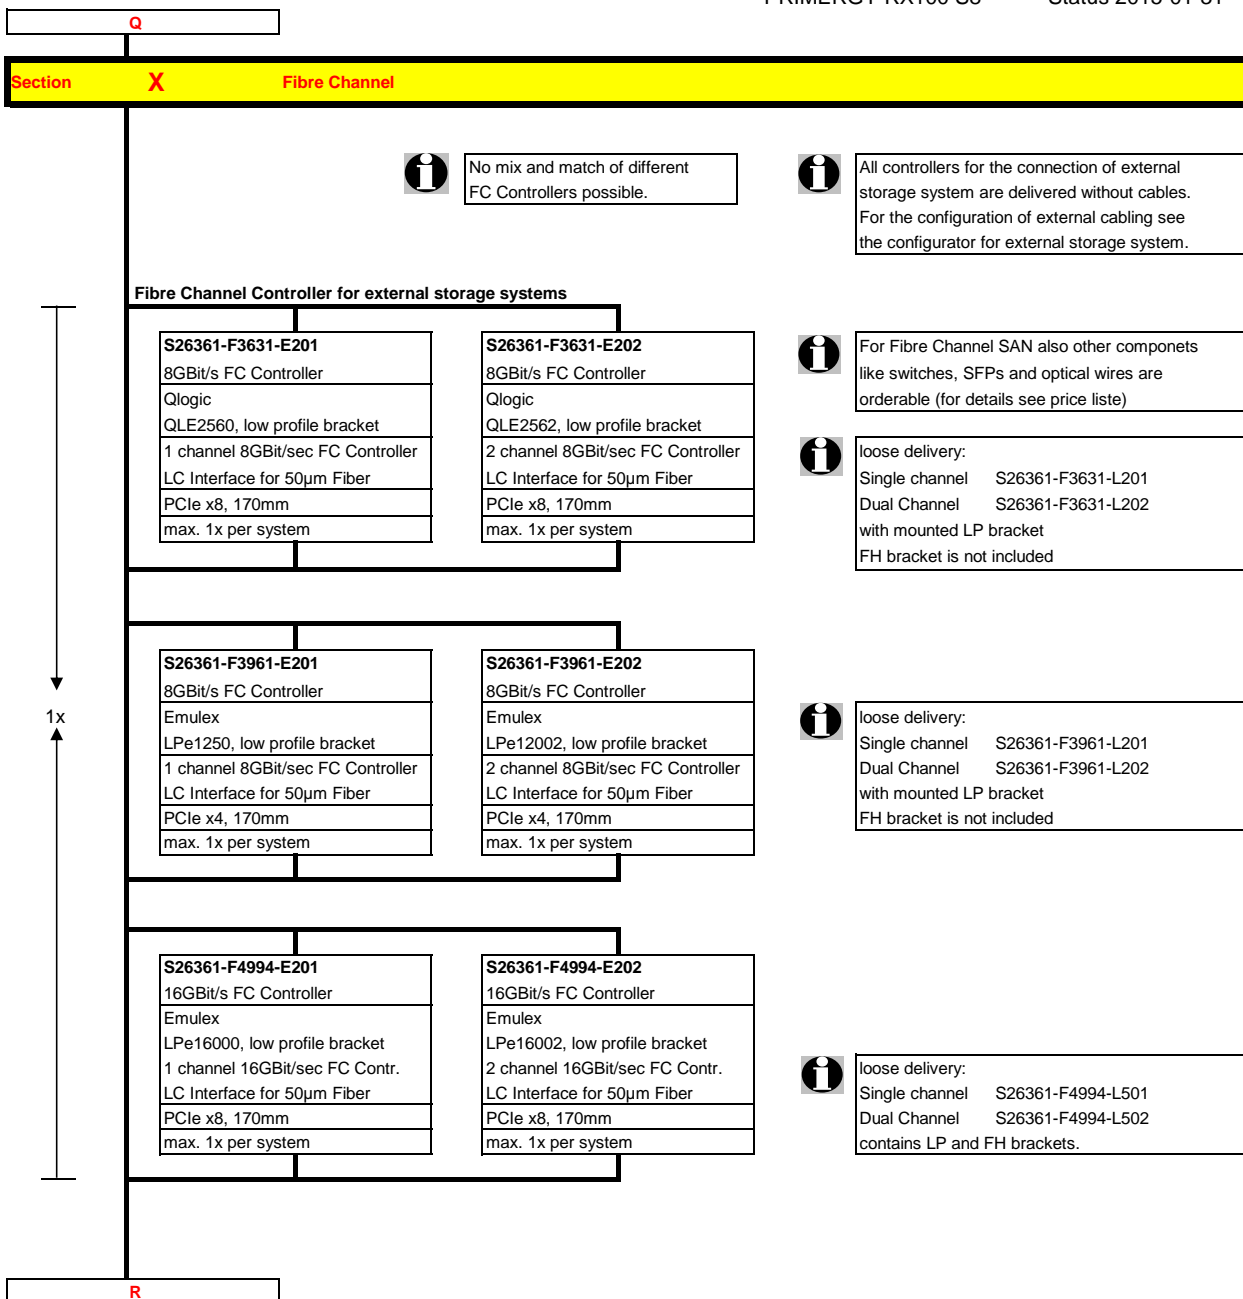 PRIMERGY RX100 S8 Status 2013-01-31
Q
Section X Fibre Channel
No mix and match of different
FC Controllers possible.
All controllers for the connection of external
storage system are delivered without cables.
For the configuration of external cabling see
the configurator for external storage system.
Fibre Channel Controller for external storage systems
S26361-F3631-E201
8GBit/s FC Controller
Qlogic
QLE2560, low profile bracket
1 channel 8GBit/sec FC Controller
LC Interface for 50µm Fiber
PCIe x8, 170mm
max. 1x per system
S26361-F3631-E202
8GBit/s FC Controller
Qlogic
QLE2562, low profile bracket
2 channel 8GBit/sec FC Controller
LC Interface for 50µm Fiber
PCIe x8, 170mm
max. 1x per system
For Fibre Channel SAN also other componets
like switches, SFPs and optical wires are
orderable (for details see price liste)
loose delivery:
Single channel S26361-F3631-L201
Dual Channel S26361-F3631-L202
with mounted LP bracket
FH bracket is not included
1x
S26361-F3961-E201
8GBit/s FC Controller
Emulex
LPe1250, low profile bracket
1 channel 8GBit/sec FC Controller
LC Interface for 50µm Fiber
PCIe x4, 170mm
max. 1x per system
S26361-F3961-E202
8GBit/s FC Controller
Emulex
LPe12002, low profile bracket
2 channel 8GBit/sec FC Controller
LC Interface for 50µm Fiber
PCIe x4, 170mm
max. 1x per system
loose delivery:
Single channel S26361-F3961-L201
Dual Channel S26361-F3961-L202
with mounted LP bracket
FH bracket is not included
S26361-F4994-E201
16GBit/s FC Controller
Emulex
LPe16000, low profile bracket
1 channel 16GBit/sec FC Contr.
LC Interface for 50µm Fiber
PCIe x8, 170mm
max. 1x per system
S26361-F4994-E202
16GBit/s FC Controller
Emulex
LPe16002, low profile bracket
2 channel 16GBit/sec FC Contr.
LC Interface for 50µm Fiber
PCIe x8, 170mm
max. 1x per system
loose delivery:
Single channel S26361-F4994-L501
Dual Channel S26361-F4994-L502
contains LP and FH brackets.
R